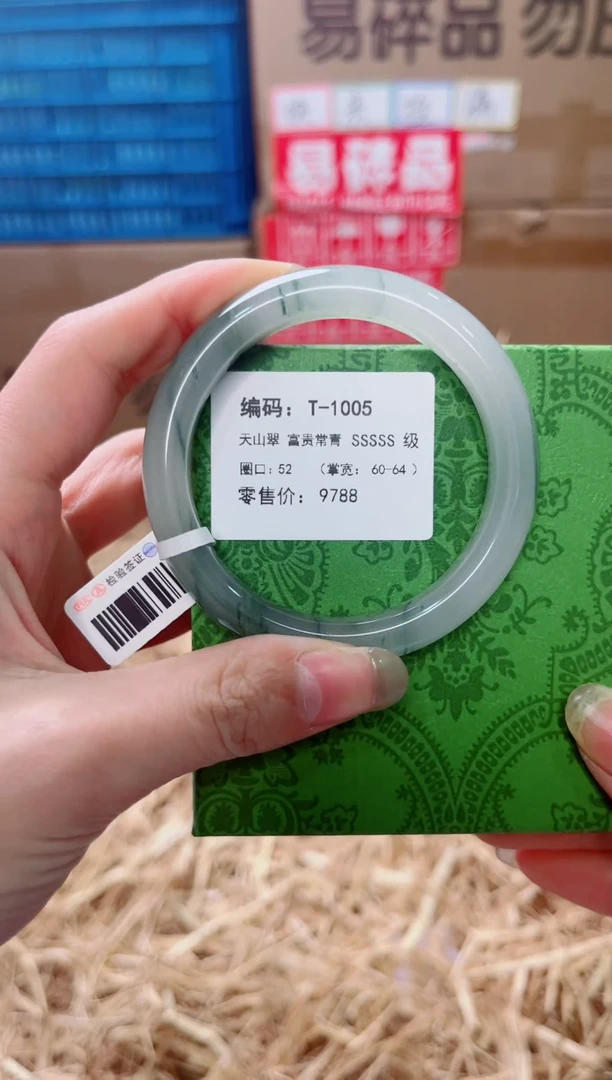 易碎品 勿
易碎品
编码：T-1005
天山翠 富贵常青 SSSSS 级
圈口：52 （掌宽：60-64 ）
零售价：9788
检验签证